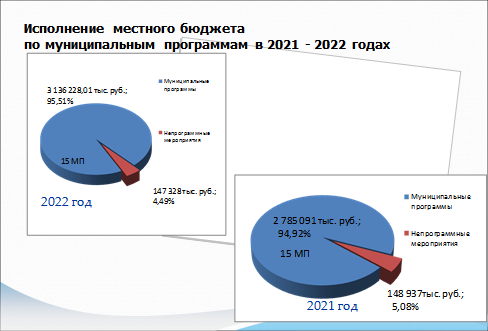 Исполнение местного бюджета
по муниципальным программам в 2021 - 2022 годах
3 136 228,01 тыс. руб.;
95,51%
Муниципальные
программы
Непрограммные
мероприятия
15 МП
147 328 тыс. руб.;
4,49%
2022 год
2 785 091 тыс. руб.;
94,92%
15 МП
Муниципальные
программы
Непрограммные
мероприятия
148 937тыс. руб.;
5,08%
2021 год